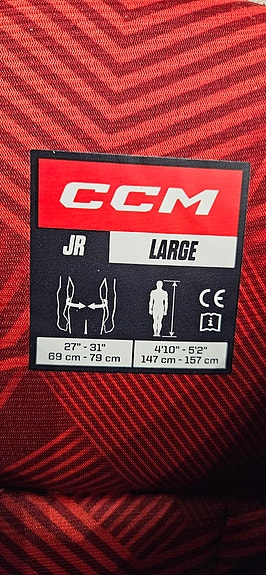 CCM
JR LARGE
CE
27" - 31" 4'10" - 5'2"
69 cm - 79 cm 147 cm - 157 cm